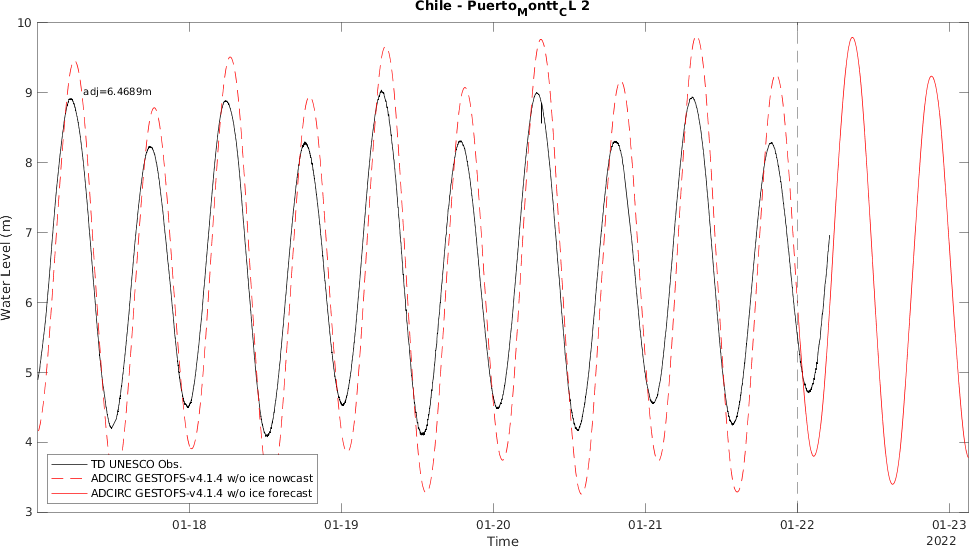 Chile - Puerto_Montt_CL 2
10
9
8
7
6
5
4
3
Water Level (m)
adj=6.4689m
TD UNESCO Obs.
ADCIRC GESTOFS-v4.1.4 w/o ice nowcast
ADCIRC GESTOFS-v4.1.4 w/o ice forecast
01-18 01-19 01-20 01-21 01-22 01-23
Time
2022